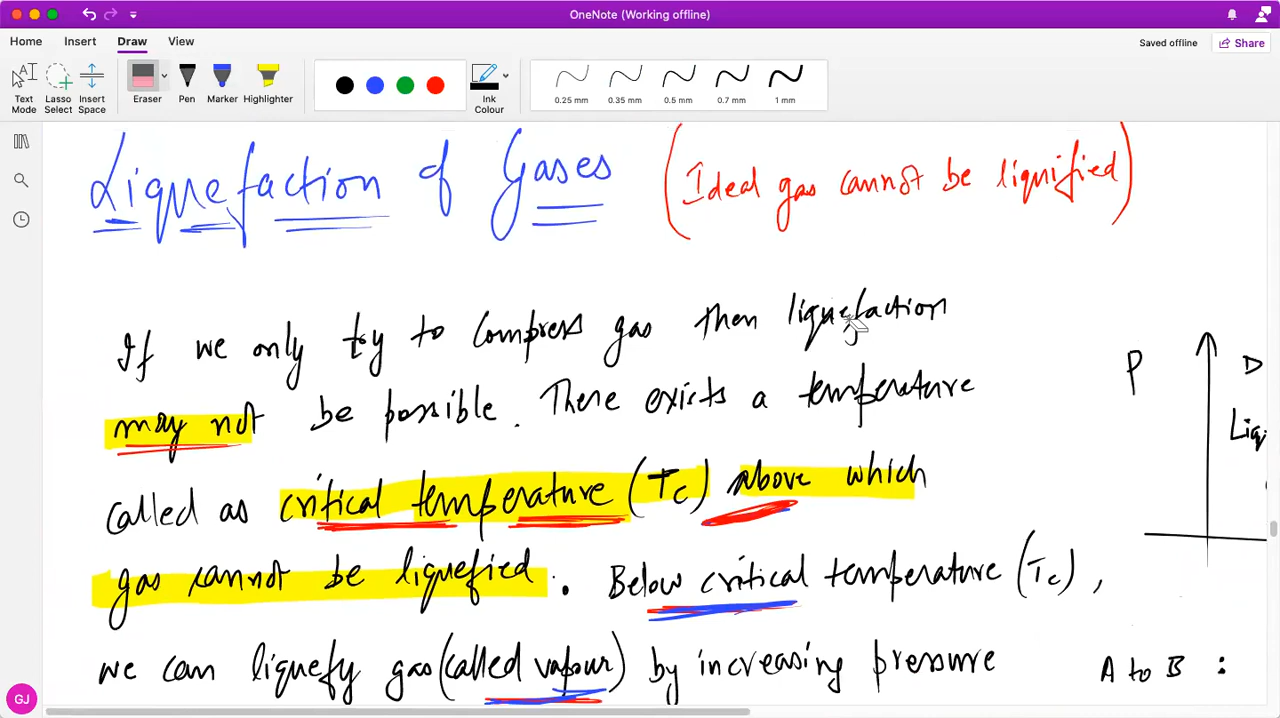 OneNote (Working offline)
Home Insert Draw View
Saved offline
Share
Text Mode
Lasso Select
Insert Space
Eraser
Pen
Marker
Highlighter
Ink Colour
0.25 mm
0.35 mm
0.5 mm
0.7 mm
1 mm
Liquefaction of Gases (Ideal gas cannot be liquified)
If we only try to compress gas then liquefaction
may not be possible. There exists a temperature
called as critical temperature (Tc) above which
gas cannot be liquefied. Below critical temperature (Tc),
we can liquefy gas (called vapour) by increasing pressure
P
D
Liq
A to B :
GJ